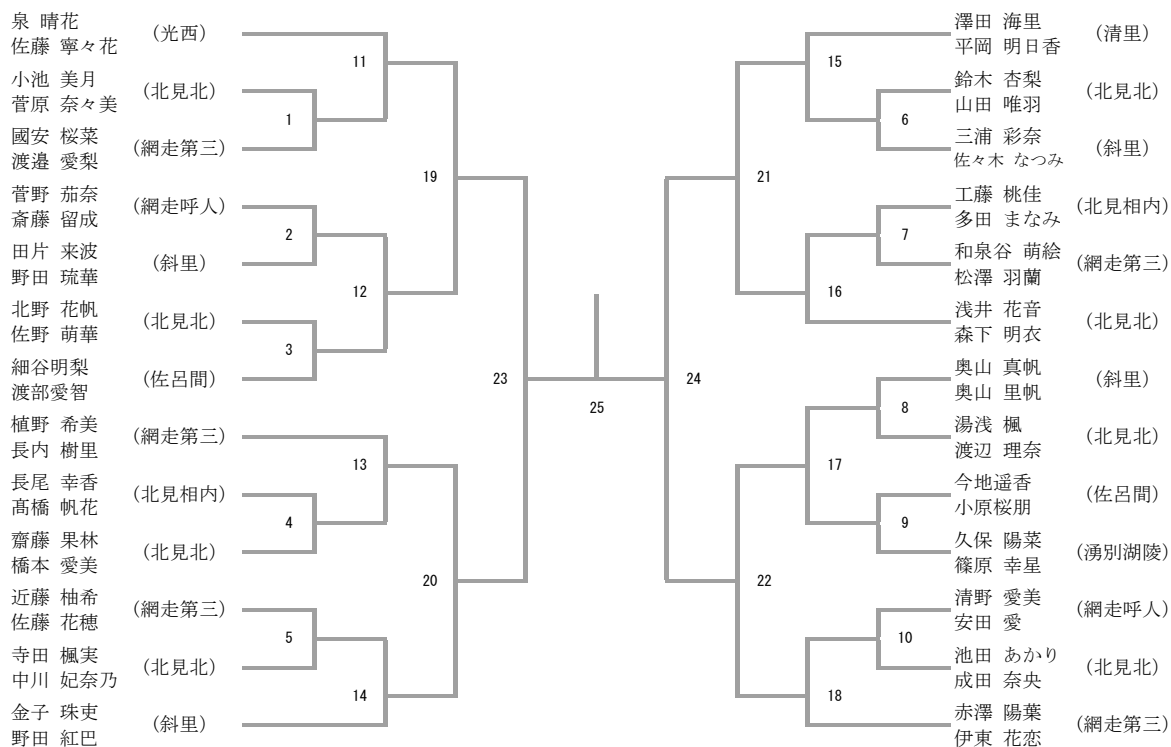 泉 晴花
佐藤 寧々花
(光西)
小池 美月
菅原 奈々美
(北見北)
國安 桜菜
渡邉 愛梨
(網走第三)
菅野 茄奈
斎藤 留成
(網走呼人)
田片 来波
野田 琉華
(斜里)
北野 花帆
佐野 萌華
(北見北)
細谷明梨
渡部愛智
(佐呂間)
植野 希美
長内 樹里
(網走第三)
長尾 幸香
髙橋 帆花
(北見相内)
齋藤 果林
橋本 愛美
(北見北)
近藤 柚希
佐藤 花穂
(網走第三)
寺田 楓実
中川 妃奈乃
(北見北)
金子 珠吏
野田 紅巴
(斜里)
1
2
3
4
5
11
12
13
14
19
20
23
25
24
21
22
15
16
17
18
6
7
8
9
10
澤田 海里
平岡 明日香
(清里)
鈴木 杏梨
山田 唯羽
(北見北)
三浦 彩奈
佐々木 なつみ
(斜里)
工藤 桃佳
多田 まなみ
(北見相内)
和泉谷 萌絵
松澤 羽蘭
(網走第三)
浅井 花音
森下 明衣
(北見北)
奥山 真帆
奥山 里帆
(斜里)
湯浅 楓
渡辺 理奈
(北見北)
今地遥香
小原桜朋
(佐呂間)
久保 陽菜
篠原 幸星
(湧別湖陵)
清野 愛美
安田 愛
(網走呼人)
池田 あかり
成田 奈央
(北見北)
赤澤 陽葉
伊東 花恋
(網走第三)